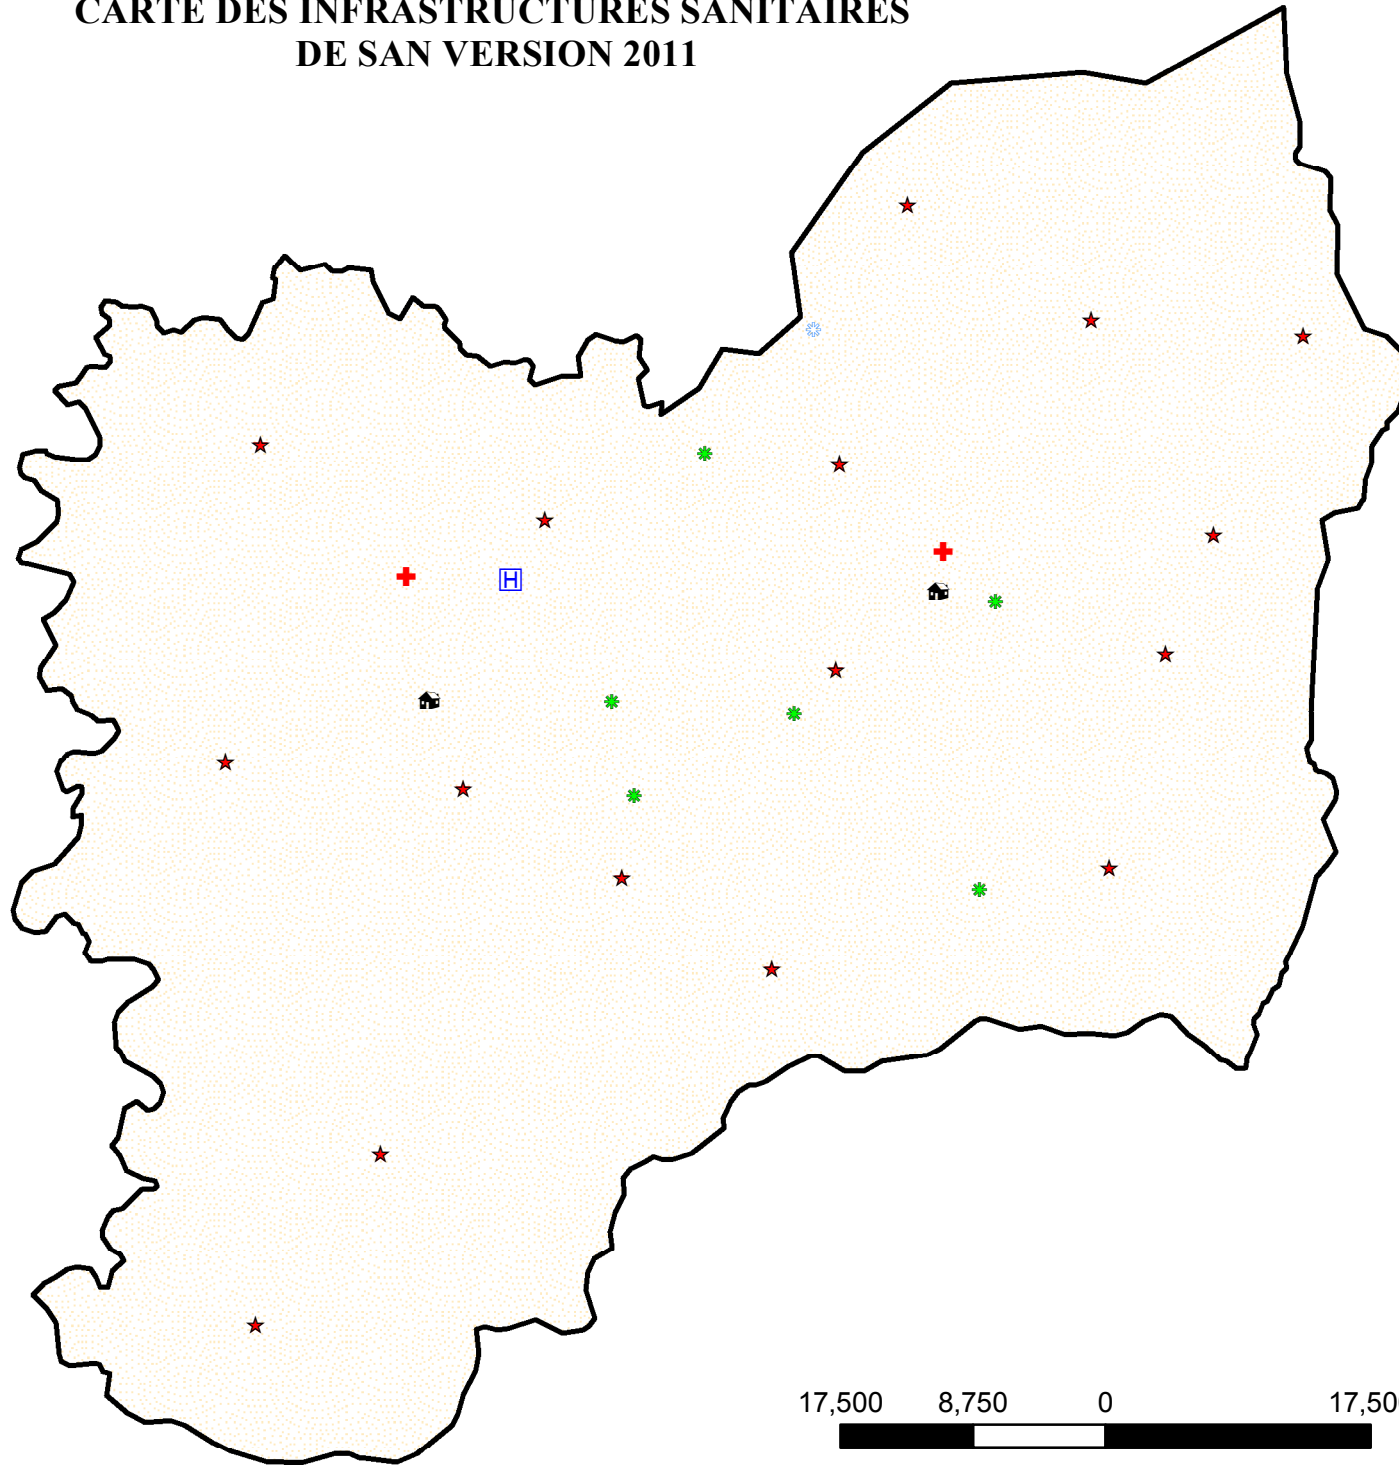 CARTE DES INFRASTRUCTURES SANITAIRES
DE SAN VERSION 2011
H
17,500 8,750 0 17,50